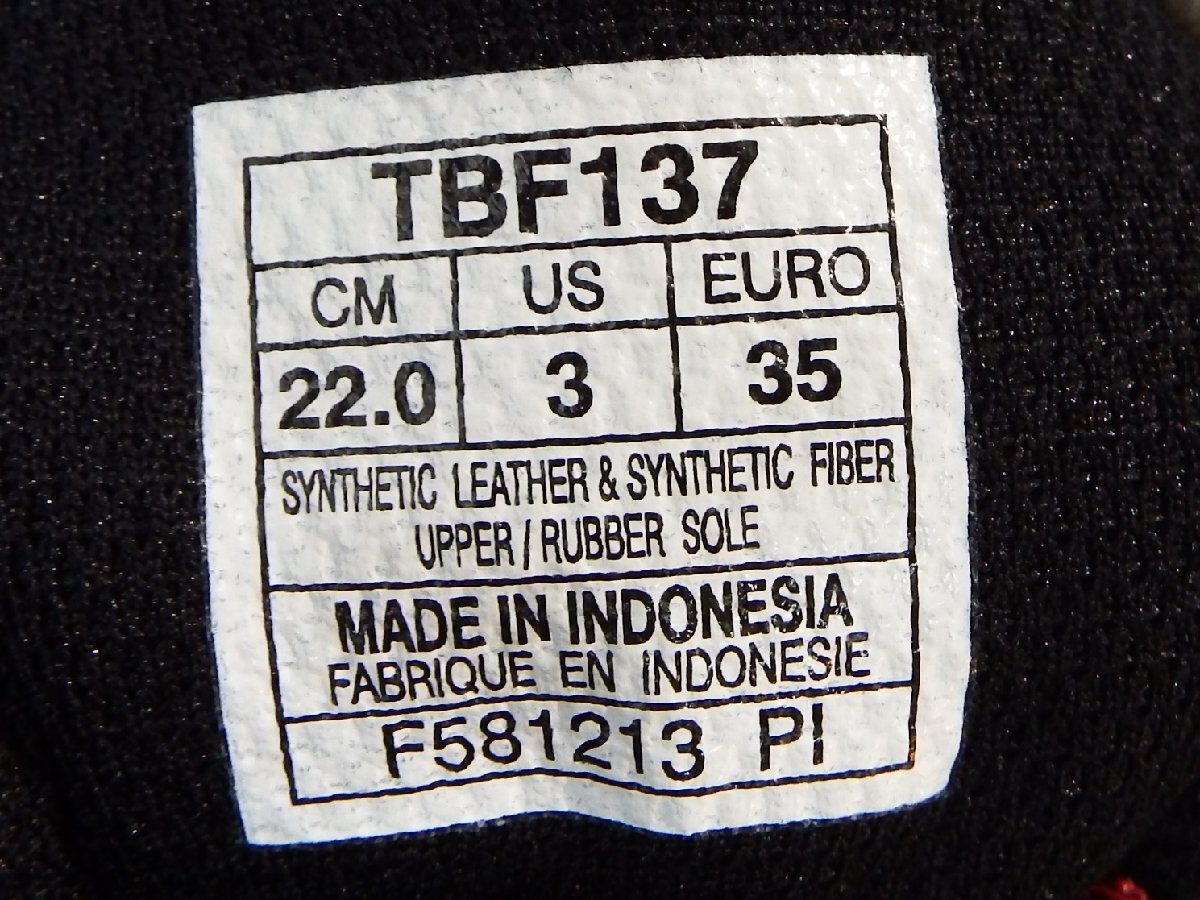 TBF137
CM US EURO
22.0 3 35
SYNTHETIC LEATHER & SYNTHETIC FIBER
UPPER / RUBBER SOLE
MADE IN INDONESIA
FABRIQUE EN INDONESIE
F581213 PI